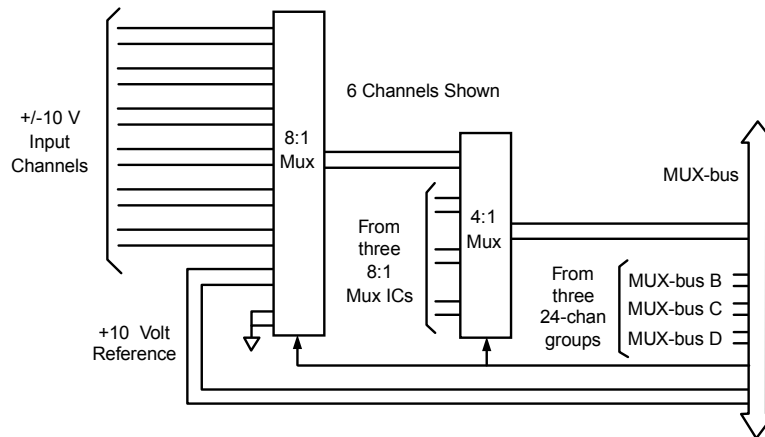 +/-10 V
Input
Channels
8:1
Mux
6 Channels Shown
From
three
8:1
Mux ICs
4:1
Mux
MUX-bus
From
three
24-chan
groups
MUX-bus B
MUX-bus C
MUX-bus D
+10 Volt
Reference